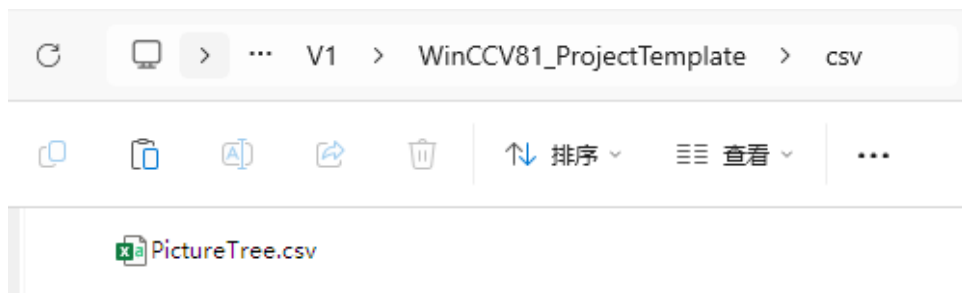 V1 > WinCCV81_ProjectTemplate > csv
排序 查看
PictureTree.csv